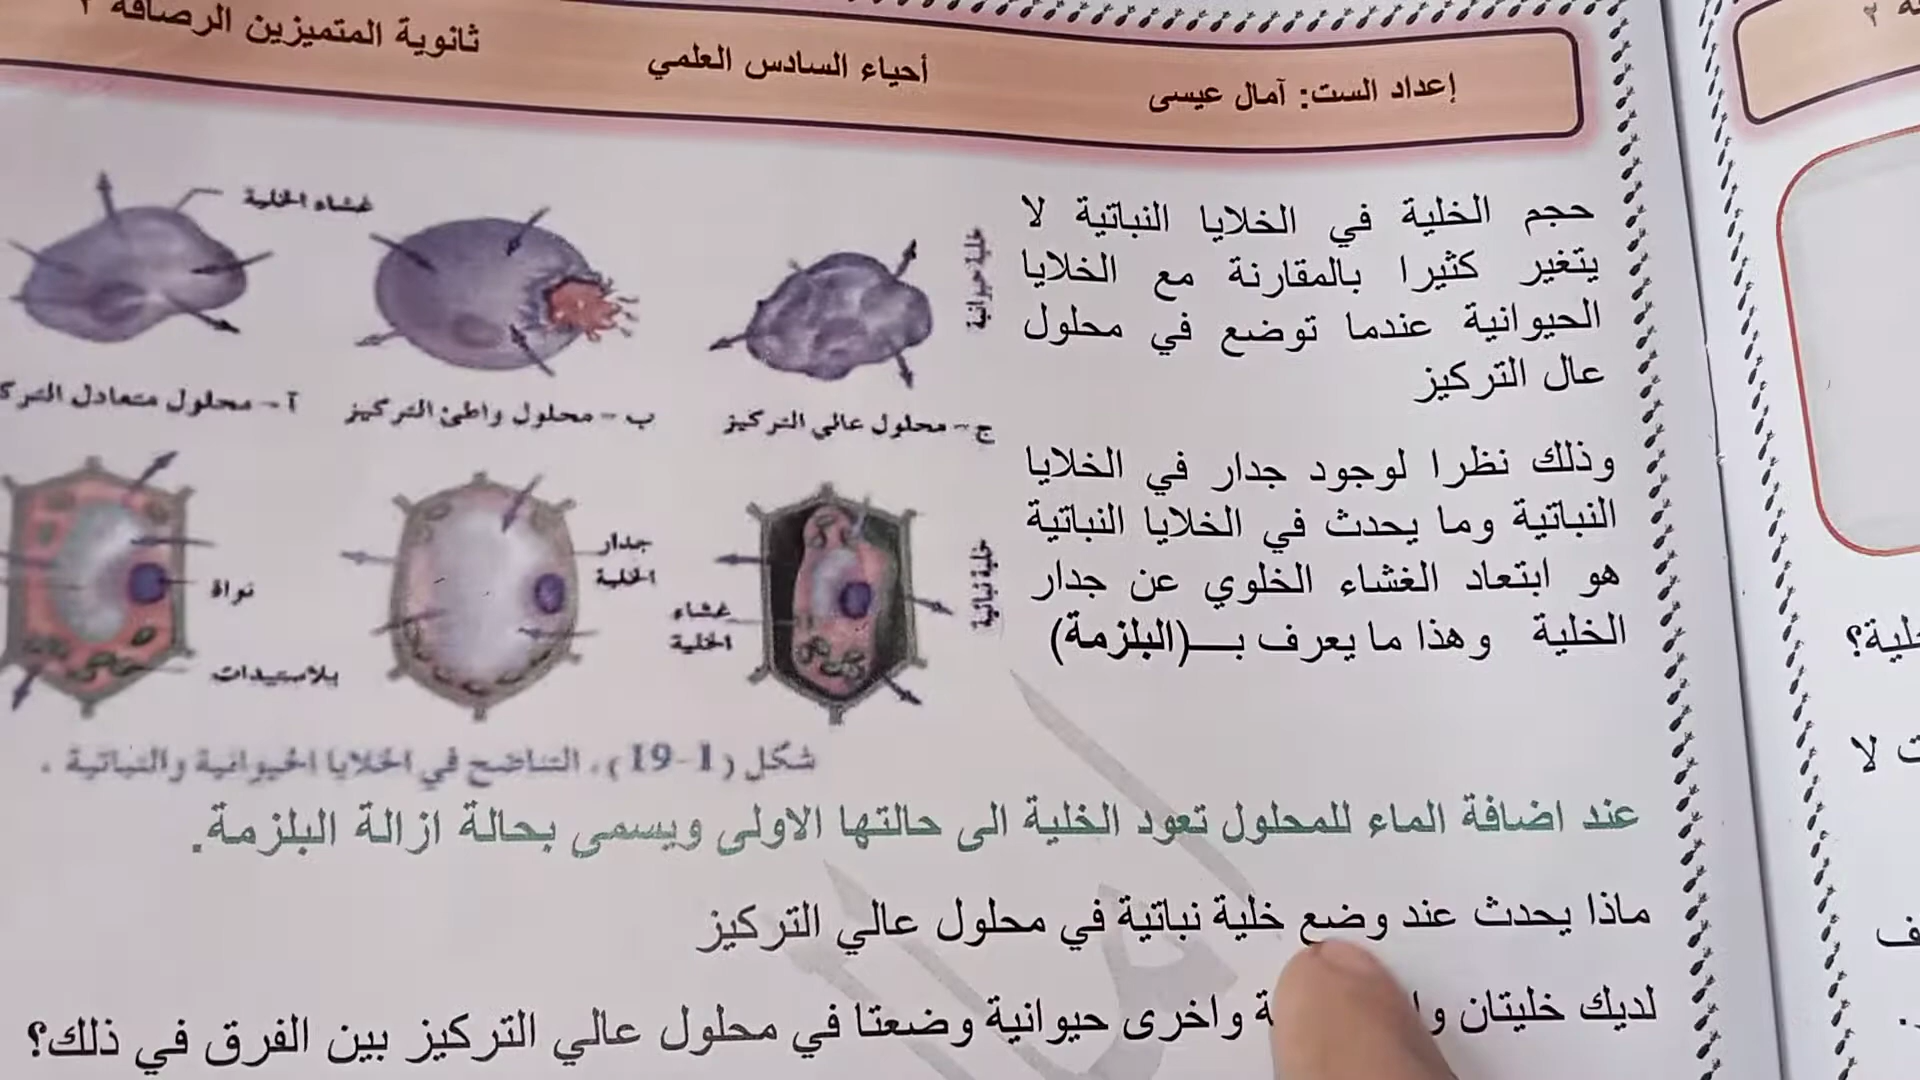 إعداد الست: آمال عيسى
أحياء السادس العلمي
ثانوية المتميزين الرصافة
حجم الخلية في الخلايا النباتية لا
يتغير كثيرا بالمقارنة مع الخلايا
الحيوانية عندما توضع في محلول
عال التركيز
وذلك نظرا لوجود جدار في الخلايا
النباتية وما يحدث في الخلايا النباتية
هو ابتعاد الغشاء الخلوي عن جدار
الخلية وهذا ما يعرف بـ(البلزمة)
خلية حيوانية
غشاء الخلية
ج - محلول عالي التركيز
ب - محلول واطئ التركيز
آ - محلول متعادل
خلية نباتية
غشاء
الخلية
جدار
الخلية
نواة
بلاستيدات
شكل (1-19)، التناضح في الخلايا الحيوانية والنباتية .
عند اضافة الماء للمحلول تعود الخلية الى حالتها الاولى ويسمى بحالة ازالة البلزمة.
ماذا يحدث عند وضع خلية نباتية في محلول عالي التركيز
لديك خليتان واخرى حيوانية وضعتا في محلول عالي التركيز بين الفرق في ذلك؟
لا